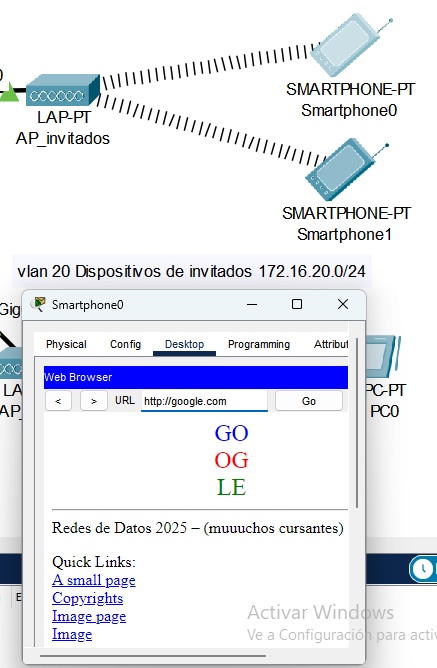 0
SMARTPHONE-PT
Smartphone0
LAP-PT
AP_invitados
SMARTPHONE-PT
Smartphone1
vlan 20 Dispositivos de invitados 172.16.20.0/24
Gig
Smartphone0
Physical Config Desktop Programming Attribut
Web Browser
< > URL http://google.com Go
GO
OG
LE
Redes de Datos 2025 – (muuuchos cursantes)
Quick Links:
A small page
Copyrights
Image page
Image
LA
AP_
PC-PT
PC0
E
Activar Windows
Ve a Configuración para activ